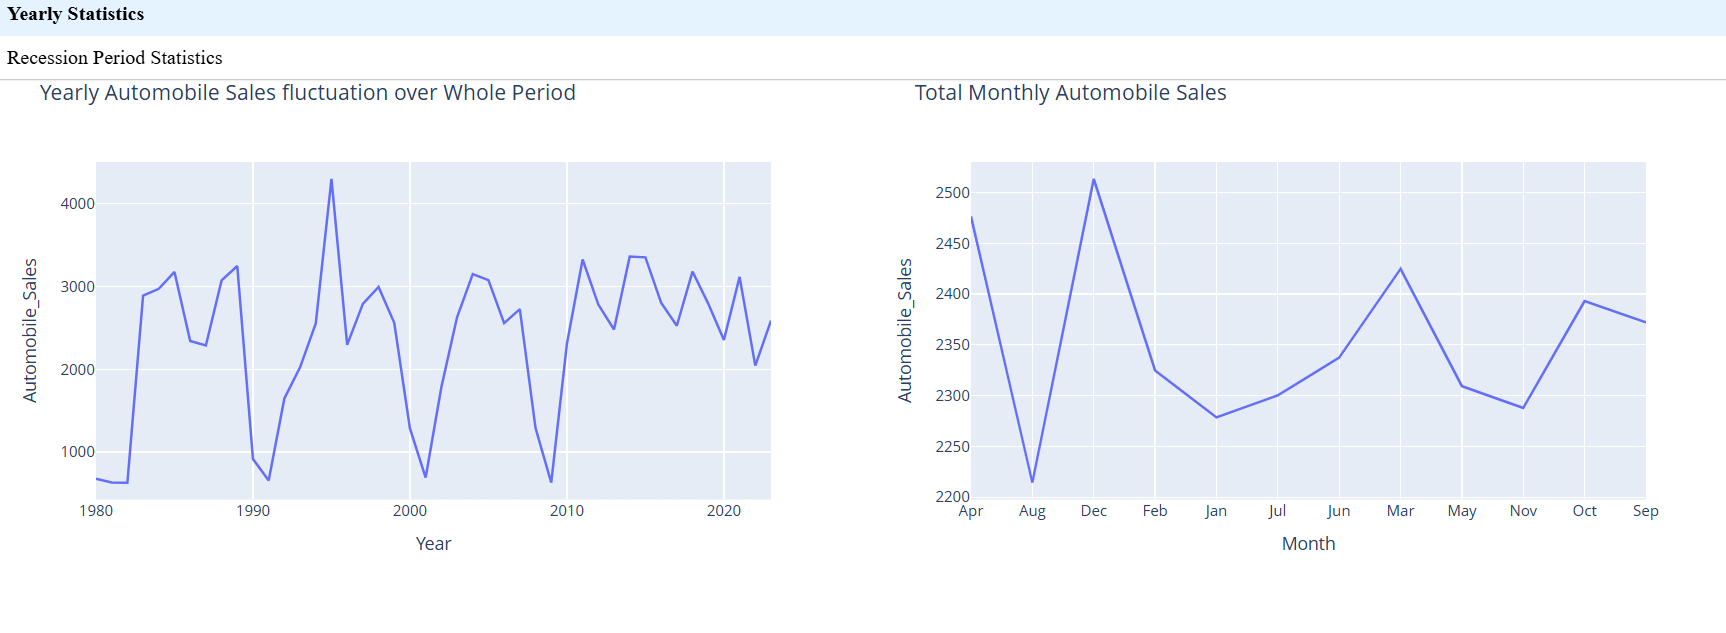 Yearly Statistics
Recession Period Statistics
Yearly Automobile Sales fluctuation over Whole Period
Automobile_Sales
4000
3000
2000
1000
1980 1990 2000 2010 2020
Year
Total Monthly Automobile Sales
Automobile_Sales
2500
2450
2400
2350
2300
2250
2200
Apr Aug Dec Feb Jan Jul Jun Mar May Nov Oct Sep
Month